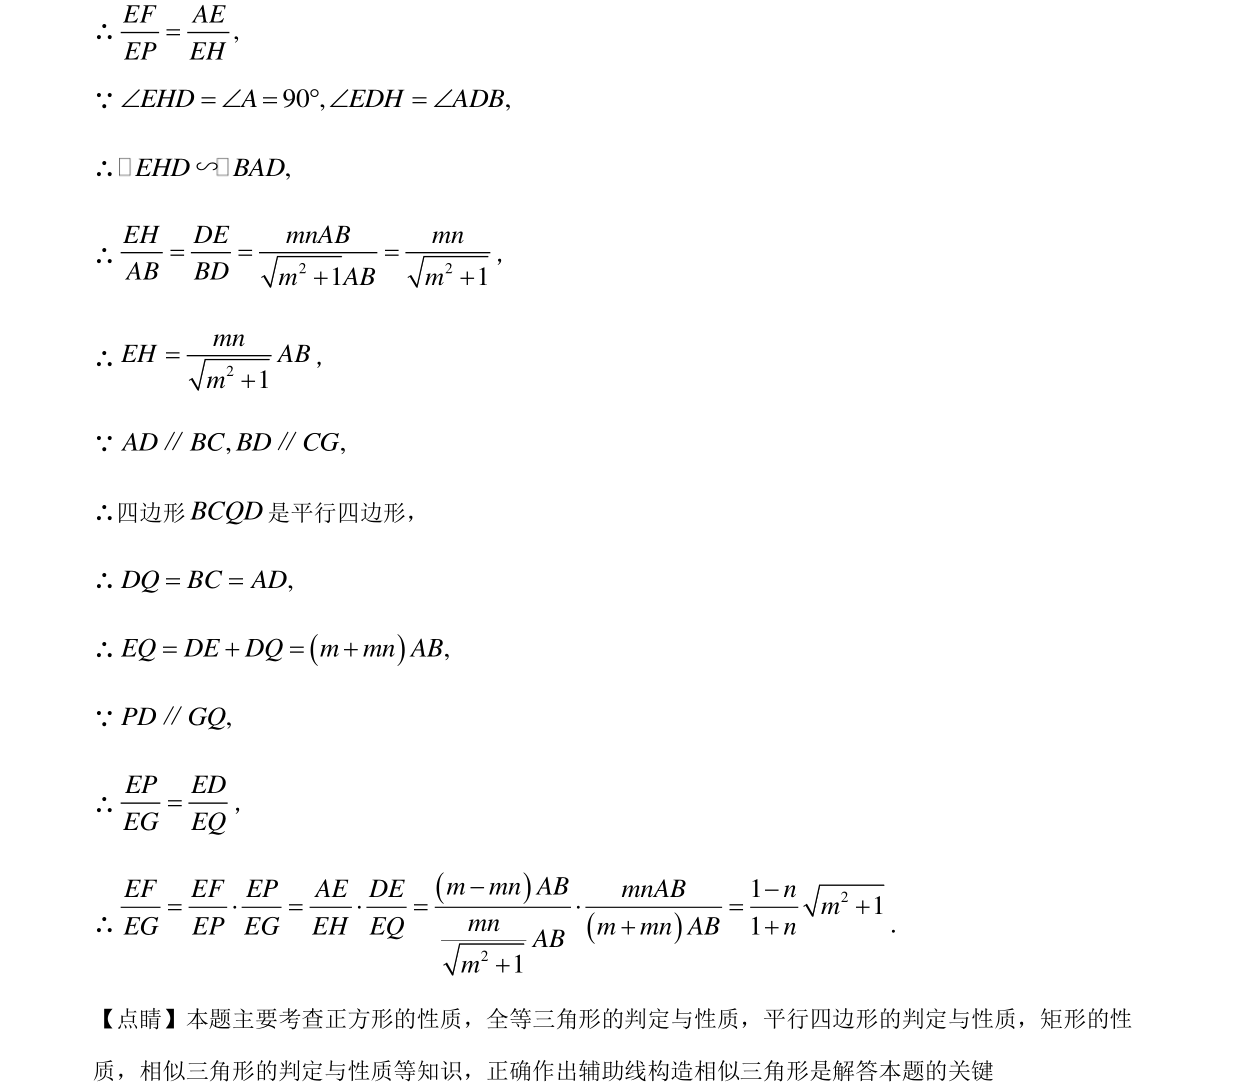 ∴ EF/EP = AE/EH,
∵ ∠EHD = ∠A = 90°, ∠EDH = ∠ADB,
∴ □EHD ∽ □BAD,
∴ EH/AB = DE/BD = mnAB/(√(m²+1)AB) = mn/√(m²+1),
∴ EH = mn/√(m²+1) AB,
∵ AD // BC, BD // CG,
∴四边形 BCQD 是平行四边形,
∴ DQ = BC = AD,
∴ EQ = DE + DQ = (m + mn) AB,
∵ PD // GQ,
∴ EP/EG = ED/EQ,
∴ EF/EG = EF/EP · EP/EG = AE/EH · DE/EQ = (m − mn)AB/(mn/√(m²+1) AB) · mnAB/((m + mn)AB) = (1−n)/(1+n) √(m²+1).
【点睛】本题主要考查正方形的性质，全等三角形的判定与性质，平行四边形的判定与性质，矩形的性
质，相似三角形的判定与性质等知识，正确作出辅助线构造相似三角形是解答本题的关键